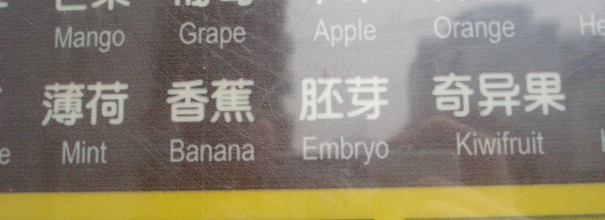 Mango Grape Apple Orange
薄荷 香蕉 胚芽 奇异果
Mint Banana Embryo Kiwifruit